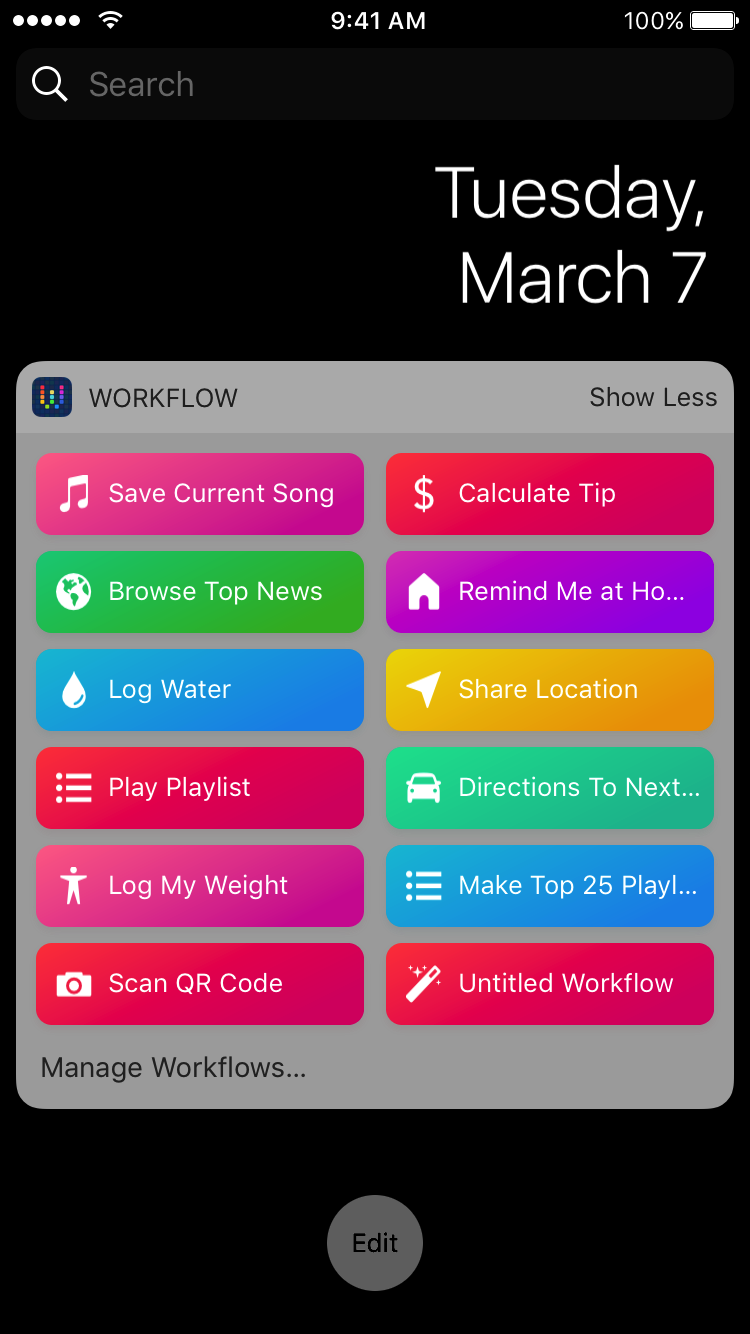 9:41 AM 100%
Search
Tuesday,
March 7
WORKFLOW Show Less
Save Current Song Calculate Tip
Browse Top News Remind Me at Ho...
Log Water Share Location
Play Playlist Directions To Next...
Log My Weight Make Top 25 Playl...
Scan QR Code Untitled Workflow
Manage Workflows...
Edit